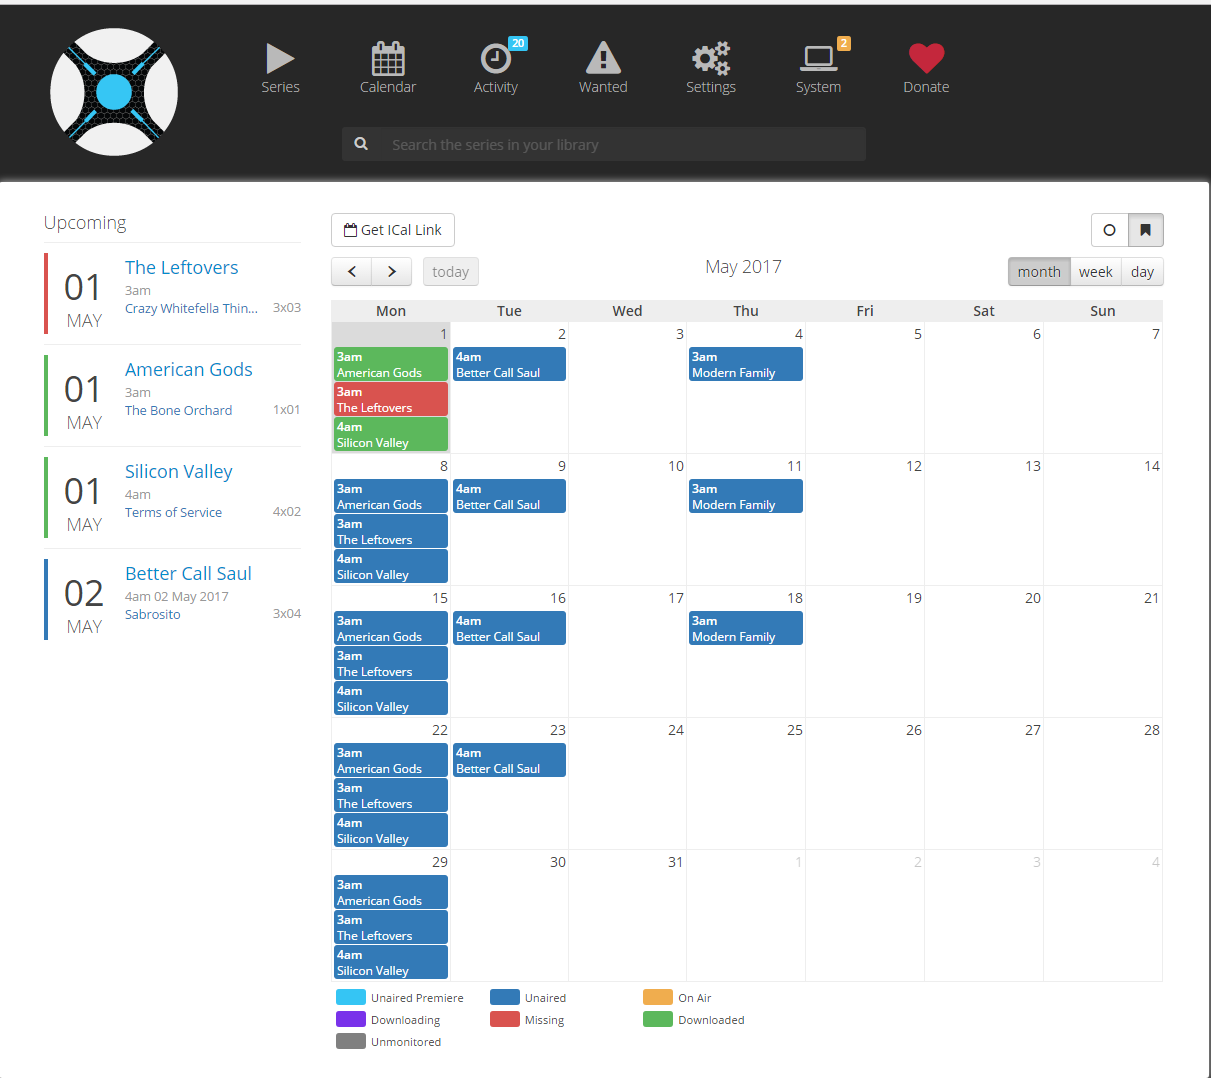 20
2
Series Calendar Activity Wanted Settings System Donate
Search the series in your library
Upcoming
01
MAY
The Leftovers
3am
Crazy Whitefella Thin... 3x03
01
MAY
American Gods
3am
The Bone Orchard 1x01
01
MAY
Silicon Valley
4am
Terms of Service 4x02
02
MAY
Better Call Saul
4am 02 May 2017
Sabrosito 3x04
Get ICal Link
today
May 2017
month week day
Mon Tue Wed Thu Fri Sat Sun
1 2 3 4 5 6 7
3am 4am 3am
American Gods Better Call Saul Modern Family
3am
The Leftovers
4am
Silicon Valley
8 9 10 11 12 13 14
3am 4am 3am
American Gods Better Call Saul Modern Family
3am
The Leftovers
4am
Silicon Valley
15 16 17 18 19 20 21
3am 4am 3am
American Gods Better Call Saul Modern Family
3am
The Leftovers
4am
Silicon Valley
22 23 24 25 26 27 28
3am 4am
American Gods Better Call Saul
3am
The Leftovers
4am
Silicon Valley
29 30 31 1 2 3 4
3am
American Gods
3am
The Leftovers
4am
Silicon Valley
Unaired Premiere Unaired On Air
Downloading Missing Downloaded
Unmonitored